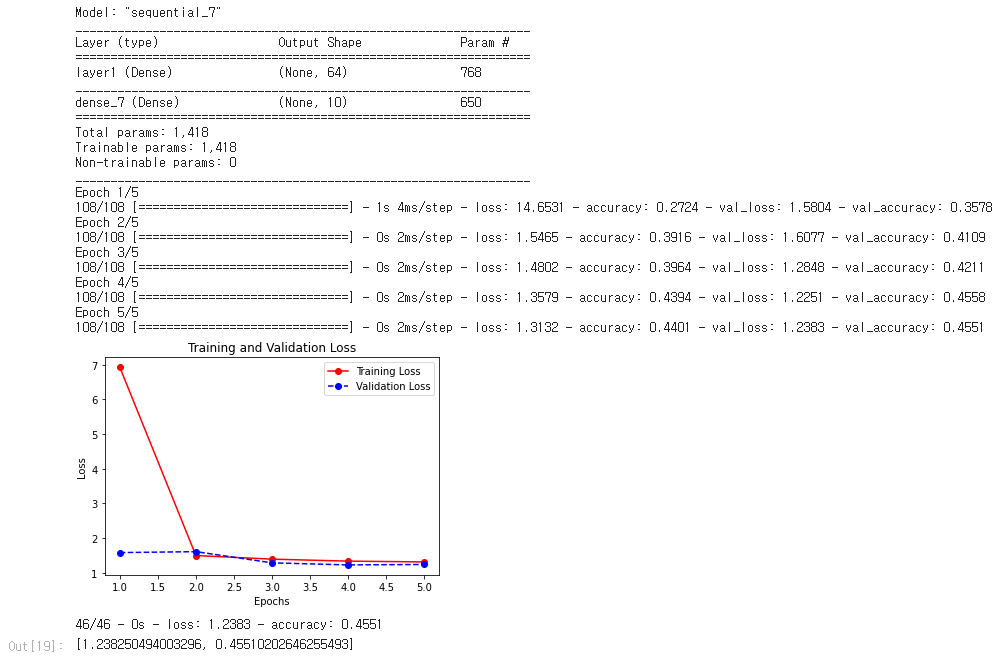 Model: "sequential_7"
_________________________________________________________________
Layer (type) Output Shape Param #
=================================================================
layer1 (Dense) (None, 64) 768
_________________________________________________________________
dense_7 (Dense) (None, 10) 650
=================================================================
Total params: 1,418
Trainable params: 1,418
Non-trainable params: 0
_________________________________________________________________
Epoch 1/5
108/108 [==============================] - 1s 4ms/step - loss: 14.6531 - accuracy: 0.2724 - val_loss: 1.5804 - val_accuracy: 0.3578
Epoch 2/5
108/108 [==============================] - 0s 2ms/step - loss: 1.5465 - accuracy: 0.3916 - val_loss: 1.6077 - val_accuracy: 0.4109
Epoch 3/5
108/108 [==============================] - 0s 2ms/step - loss: 1.4802 - accuracy: 0.3964 - val_loss: 1.2848 - val_accuracy: 0.4211
Epoch 4/5
108/108 [==============================] - 0s 2ms/step - loss: 1.3579 - accuracy: 0.4394 - val_loss: 1.2251 - val_accuracy: 0.4558
Epoch 5/5
108/108 [==============================] - 0s 2ms/step - loss: 1.3132 - accuracy: 0.4401 - val_loss: 1.2383 - val_accuracy: 0.4551
Training and Validation Loss
Training Loss
Validation Loss
7
6
5
4
3
2
1
Loss
1.0 1.5 2.0 2.5 3.0 3.5 4.0 4.5 5.0
Epochs
46/46 - 0s - loss: 1.2383 - accuracy: 0.4551
Out[19]: [1.238250494003296, 0.45510202646255493]